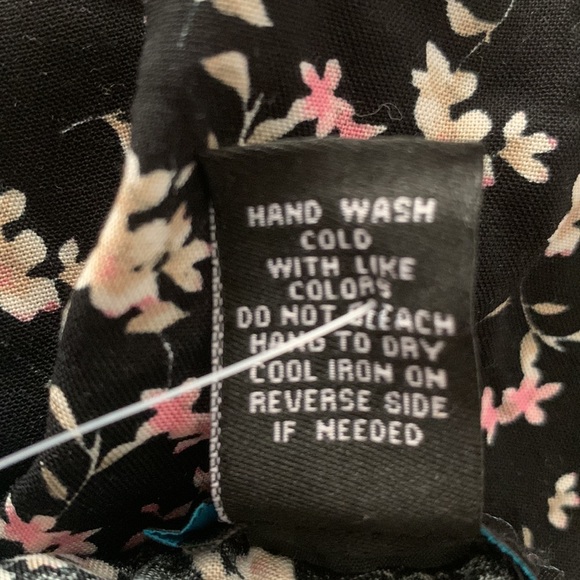 HAND WASH
COLD
WITH LIKE
COLORS
DO NOT BLEACH
HANG TO DRY
COOL IRON ON
REVERSE SIDE
IF NEEDED